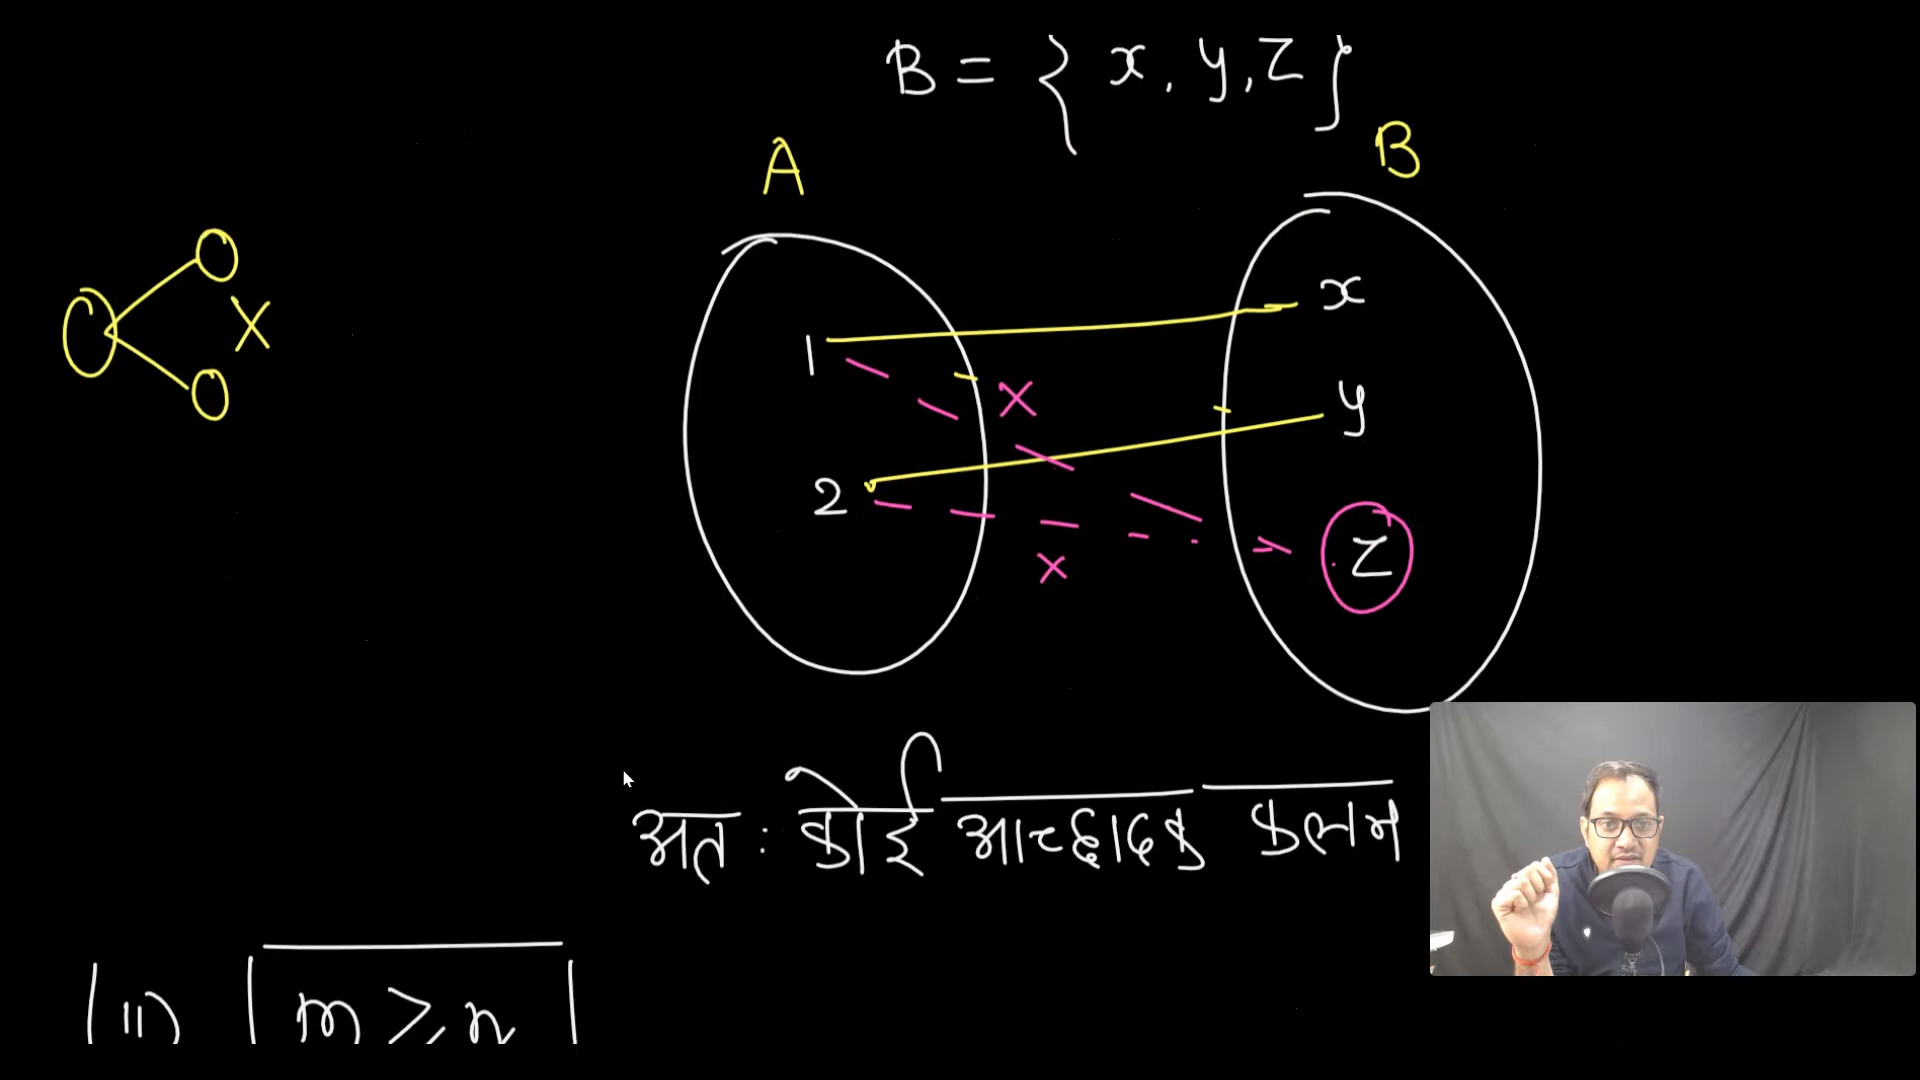 B = { x, y, z }
A
B
x
1
x
y
x
2
z
x
अत : कोई आच्छादक फलन
(ii) m ≥ n